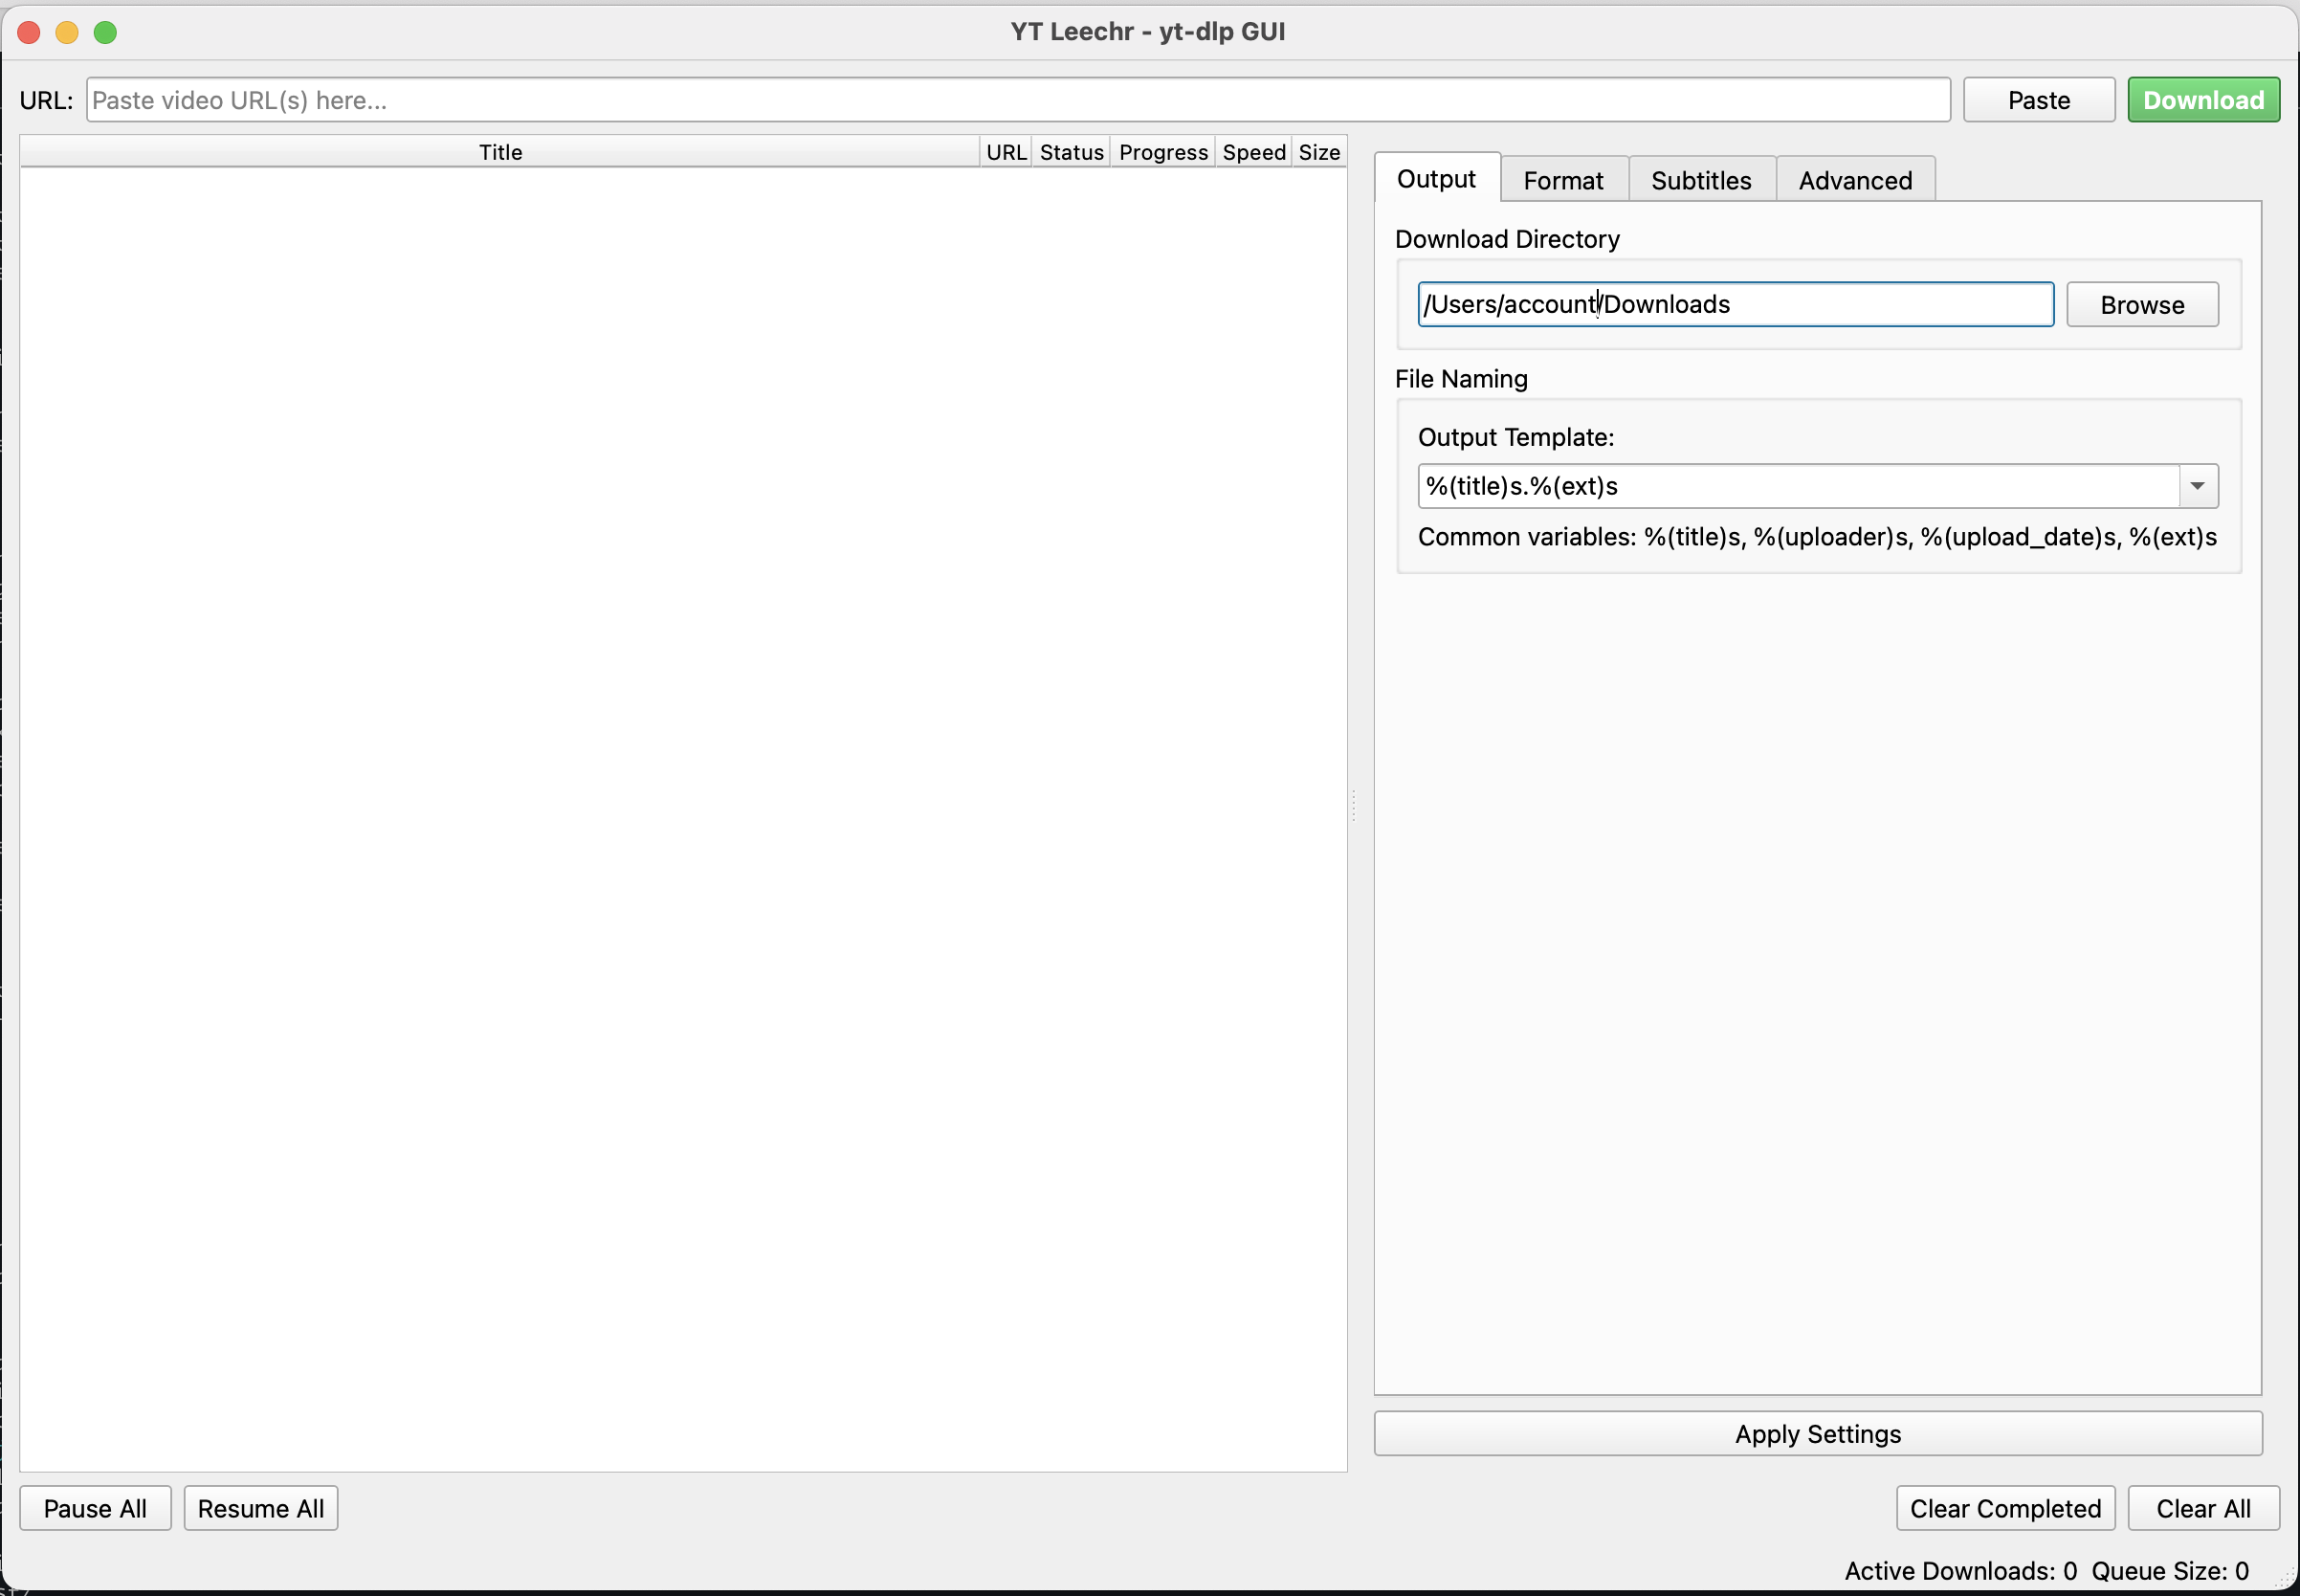 YT Leechr - yt-dlp GUI
URL: Paste video URL(s) here... Paste Download
Title URL Status Progress Speed Size
Output Format Subtitles Advanced
Download Directory
/Users/account/Downloads Browse
File Naming
Output Template:
%(title)s.%(ext)s
Common variables: %(title)s, %(uploader)s, %(upload_date)s, %(ext)s
Apply Settings
Pause All Resume All Clear Completed Clear All
Active Downloads: 0 Queue Size: 0